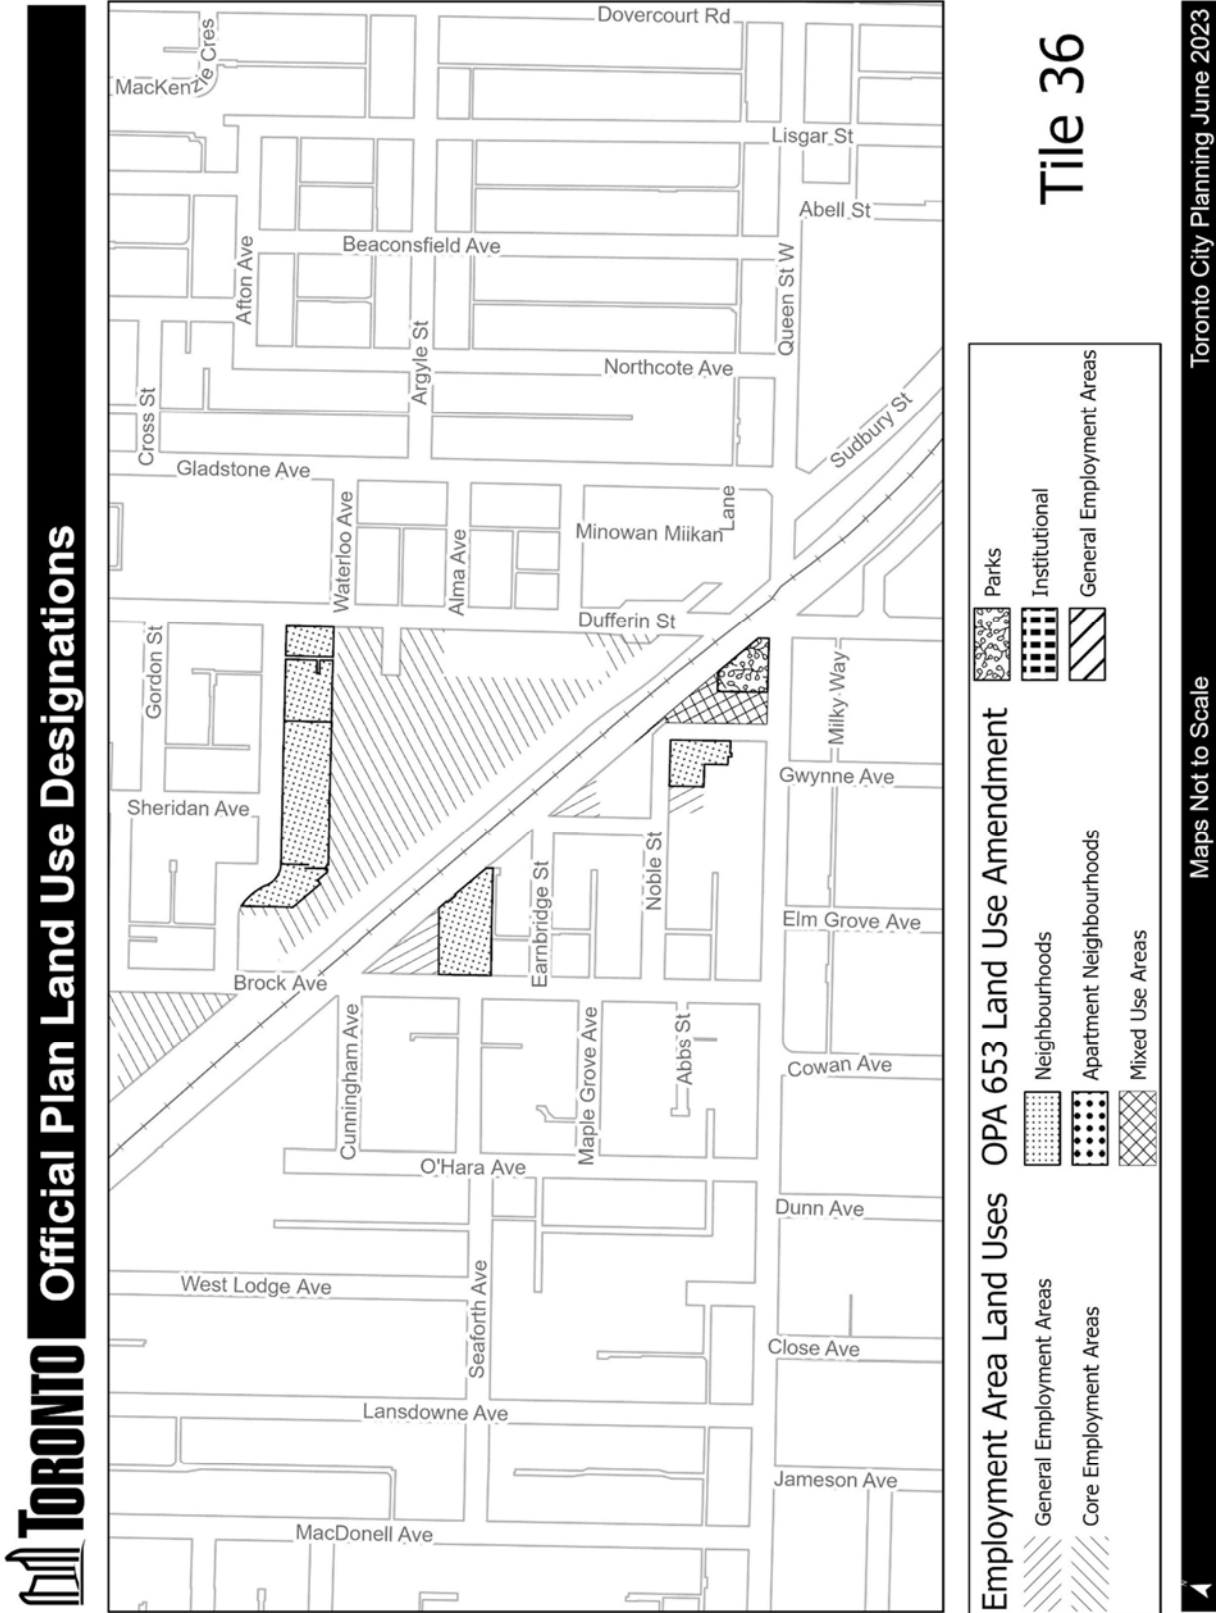 TORONTO
Official Plan Land Use Designations
MacKenzie Cres
Dovercourt Rd
Lisgar St
Abell St
Beaconsfield Ave
Afton Ave
Queen St W
Argyle St
Northcote Ave
Cross St
Sudbury St
Gladstone Ave
Waterloo Ave
Minowan Miikan Lane
Alma Ave
Dufferin St
Gordon St
Milky Way
Gwynne Ave
Sheridan Ave
Noble St
Earnbridge St
Elm Grove Ave
Brock Ave
Cunningham Ave
Maple Grove Ave
Abbs St
Cowan Ave
O'Hara Ave
Dunn Ave
West Lodge Ave
Seaforth Ave
Close Ave
Lansdowne Ave
Jameson Ave
MacDonell Ave
Tile 36
Employment Area Land Uses
General Employment Areas
Core Employment Areas
OPA 653 Land Use Amendment
Neighbourhoods
Apartment Neighbourhoods
Mixed Use Areas
Parks
Institutional
General Employment Areas
N
Maps Not to Scale
Toronto City Planning June 2023